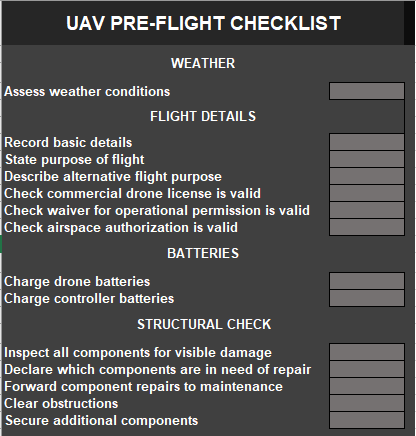 UAV PRE-FLIGHT CHECKLIST
WEATHER
Assess weather conditions
FLIGHT DETAILS
Record basic details
State purpose of flight
Describe alternative flight purpose
Check commercial drone license is valid
Check waiver for operational permission is valid
Check airspace authorization is valid
BATTERIES
Charge drone batteries
Charge controller batteries
STRUCTURAL CHECK
Inspect all components for visible damage
Declare which components are in need of repair
Forward component repairs to maintenance
Clear obstructions
Secure additional components